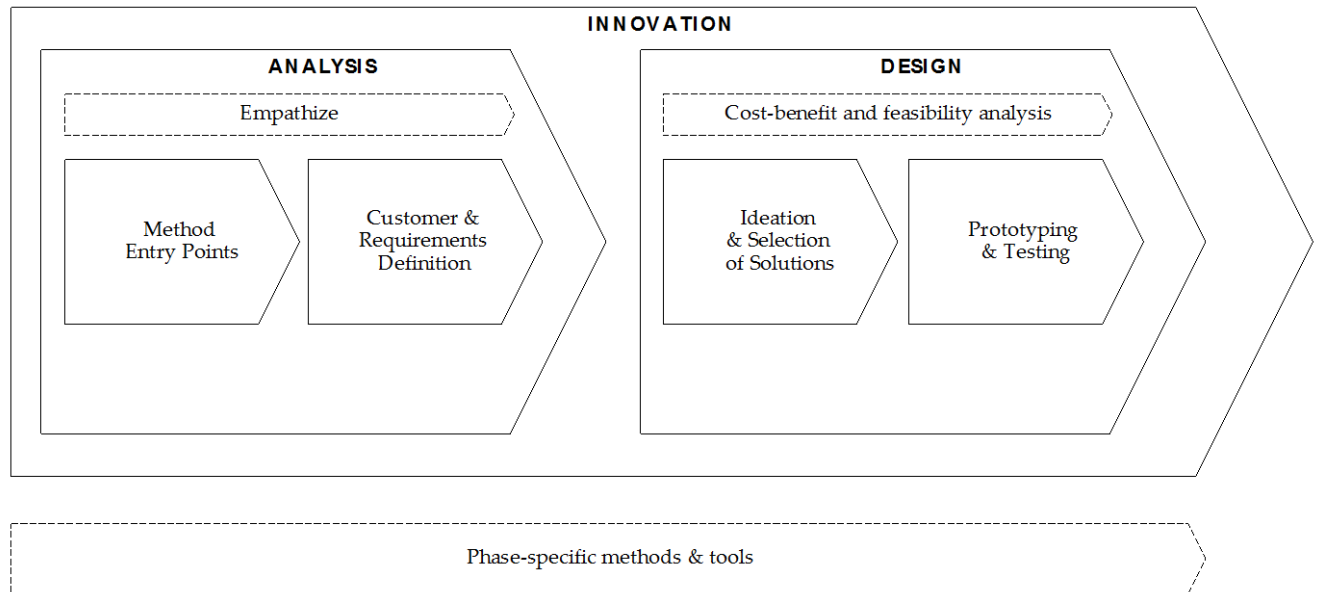 INNOVATION
ANALYSIS
Empathize
Method
Entry Points
Customer &
Requirements
Definition
DESIGN
Cost-benefit and feasibility analysis
Ideation
& Selection
of Solutions
Prototyping
& Testing
Phase-specific methods & tools